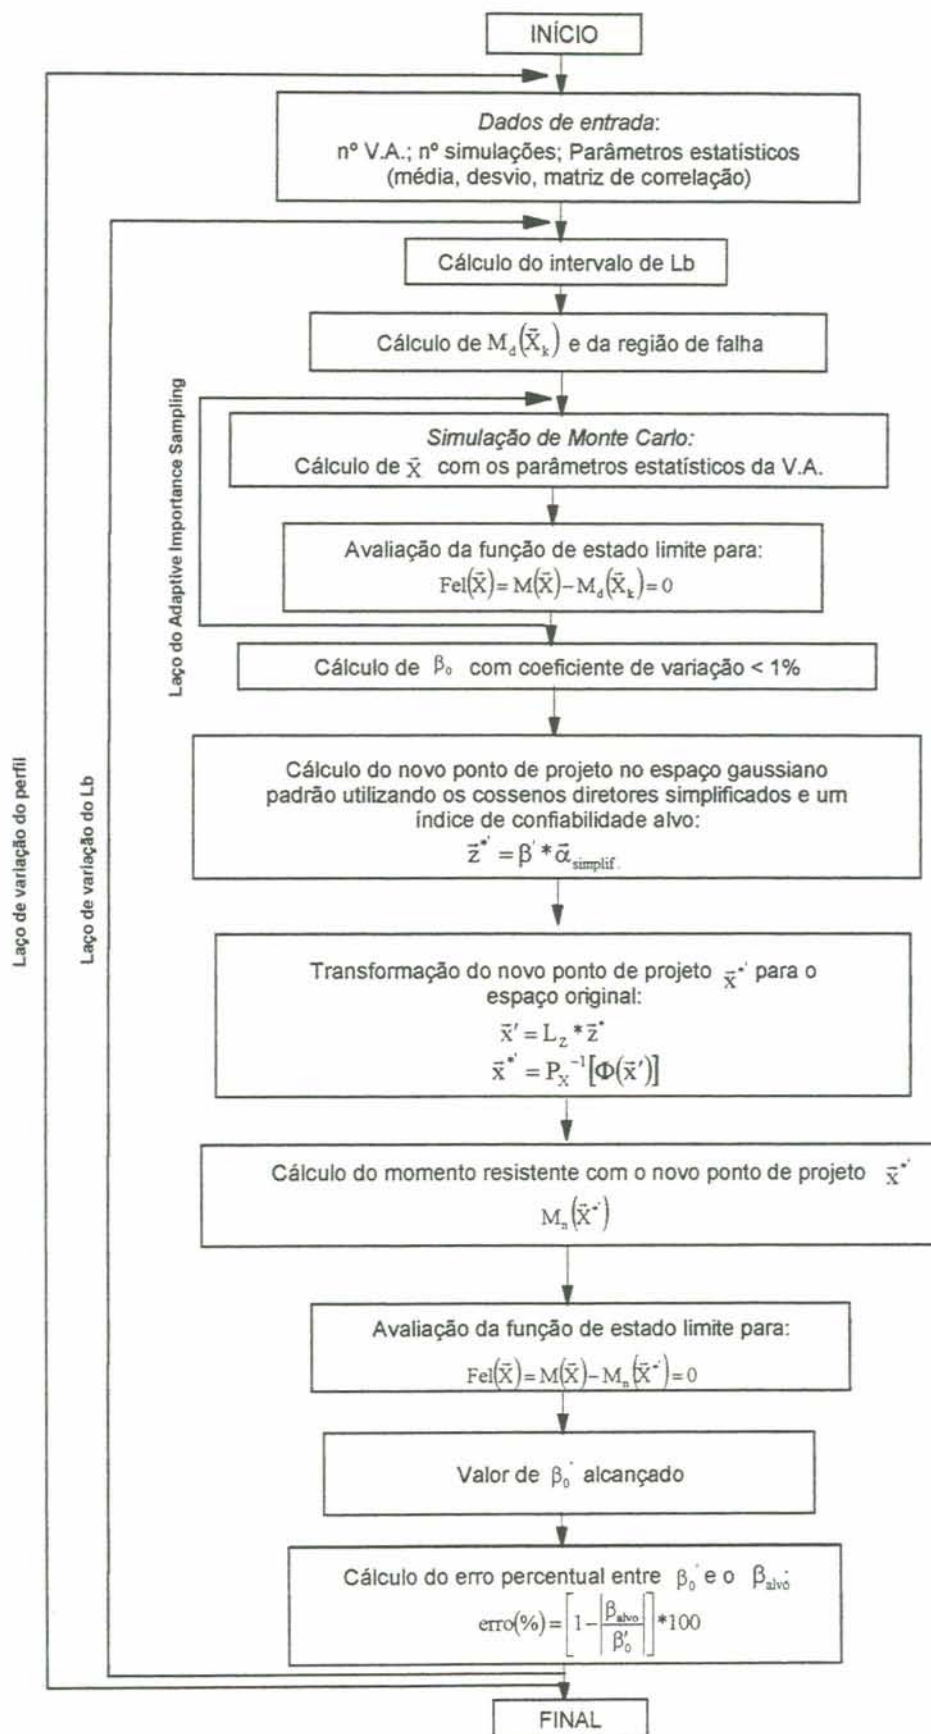 INÍCIO
Dados de entrada:
nº V.A.; nº simulações; Parâmetros estatísticos
(média, desvio, matriz de correlação)
Cálculo do intervalo de Lb
Cálculo de M_d(X̄_k) e da região de falha
Simulação de Monte Carlo:
Cálculo de x̄ com os parâmetros estatísticos da V.A.
Avaliação da função de estado limite para:
Fel(X̄) = M(X̄) − M_d(X̄_k) = 0
Cálculo de β_0 com coeficiente de variação < 1%
Cálculo do novo ponto de projeto no espaço gaussiano
padrão utilizando os cossenos diretores simplificados e um
índice de confiabilidade alvo:
z⃗*' = β' * α⃗_simplif.
Transformação do novo ponto de projeto x̄*' para o
espaço original:
x̄' = L_Z * z̄*
x̄*' = P_X⁻¹[Φ(x̄')]
Cálculo do momento resistente com o novo ponto de projeto x̄*'
M_n(X̄*')
Avaliação da função de estado limite para:
Fel(X̄) = M(X̄) − M_n(X̄*') = 0
Valor de β_0' alcançado
Cálculo do erro percentual entre β_0' e o β_alvo:
erro(%) = [1 − |β_alvo / β'_0|] * 100
FINAL
Laço de variação do perfil
Laço de variação do Lb
Laço do Adaptive Importance Sampling